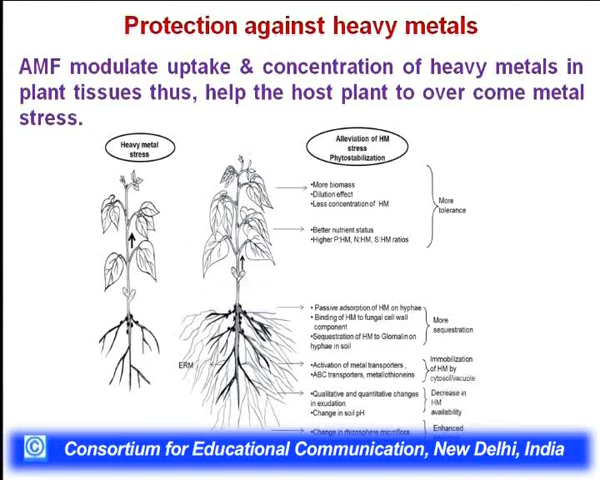 Protection against heavy metals
AMF modulate uptake & concentration of heavy metals in
plant tissues thus, help the host plant to over come metal
stress.
Heavy metal
stress
Alleviation of HM
stress
Phytostabilization
•More biomass
•Dilution effect
•Less concentration of HM
•Better nutrient status
•Higher P:HM, N:HM, S:HM ratios
More
tolerance
• Passive adsorption of HM on hyphae
• Binding of HM to fungal cell wall
component
•Sequestration of HM to Glomalin on
hyphae in soil
More
sequestration
ERM
•Activation of metal transporters
•ABC transporters, metallothioneins
Immobilization
of HM by
cytosol/vacuole
•Qualitative and quantitative changes
in exudation
•Change in soil pH
Decrease in
HM
availability
•Change in rhizosphere microflora
Enhanced
© Consortium for Educational Communication, New Delhi, India